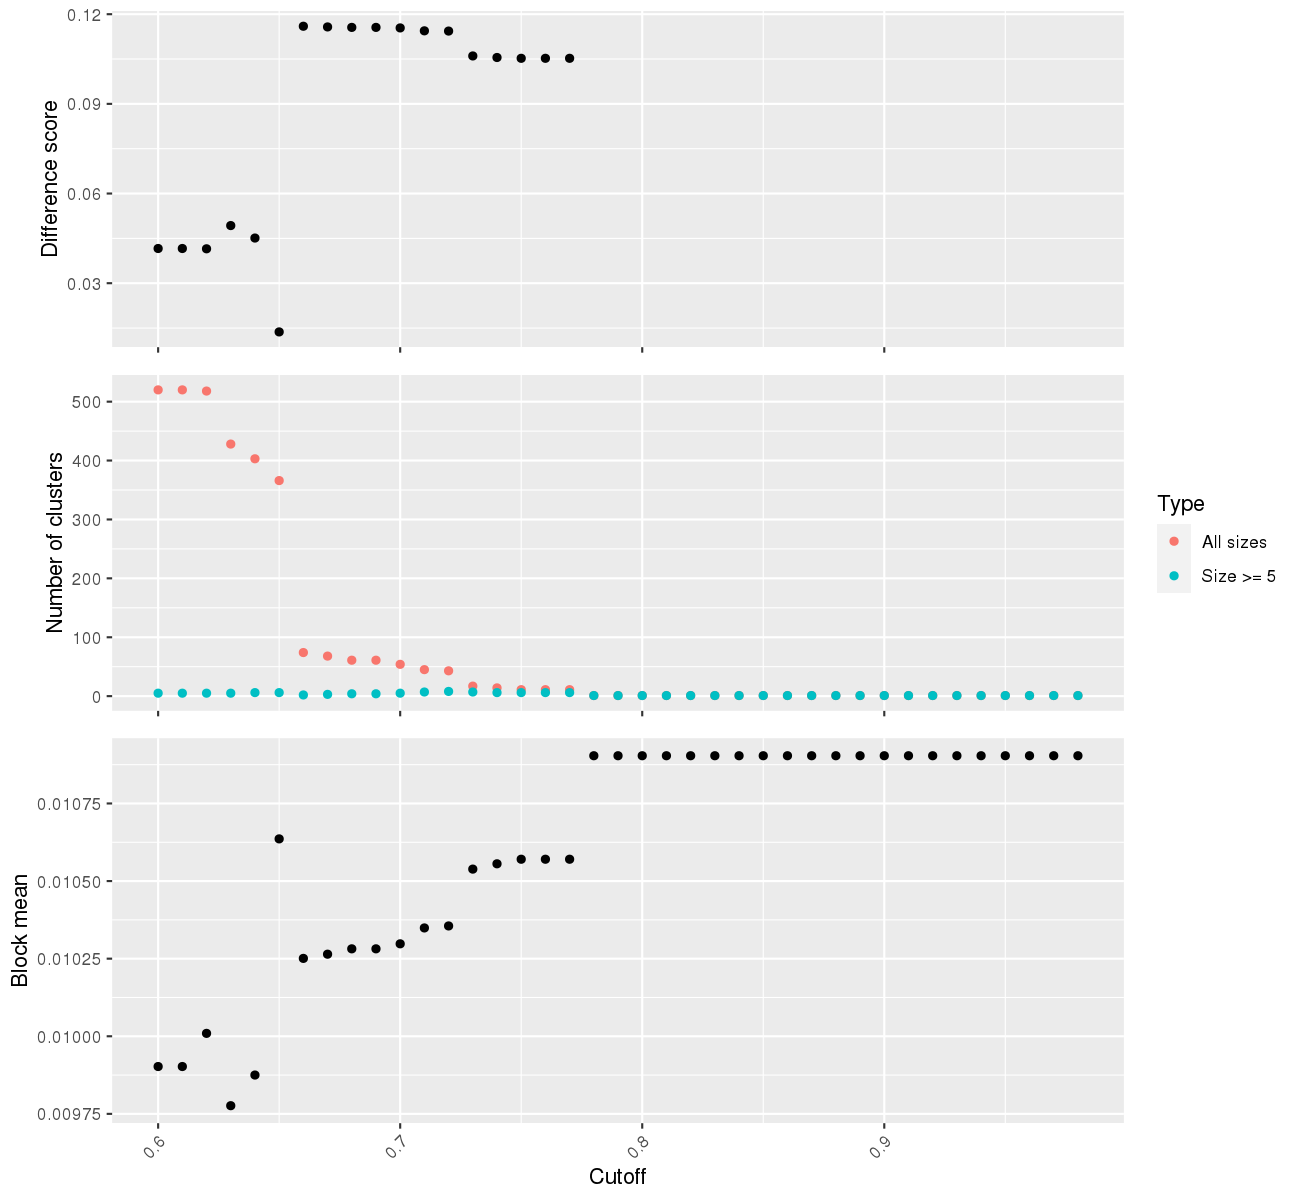 Difference score
0.12
0.09
0.06
0.03
Number of clusters
500
400
300
200
100
0
Type
All sizes
Size >= 5
Block mean
0.01075
0.01050
0.01025
0.01000
0.00975
0.6
0.7
0.8
0.9
Cutoff